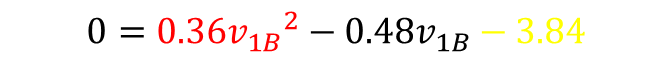 0 = 0.36v₁B² − 0.48v₁B − 3.84